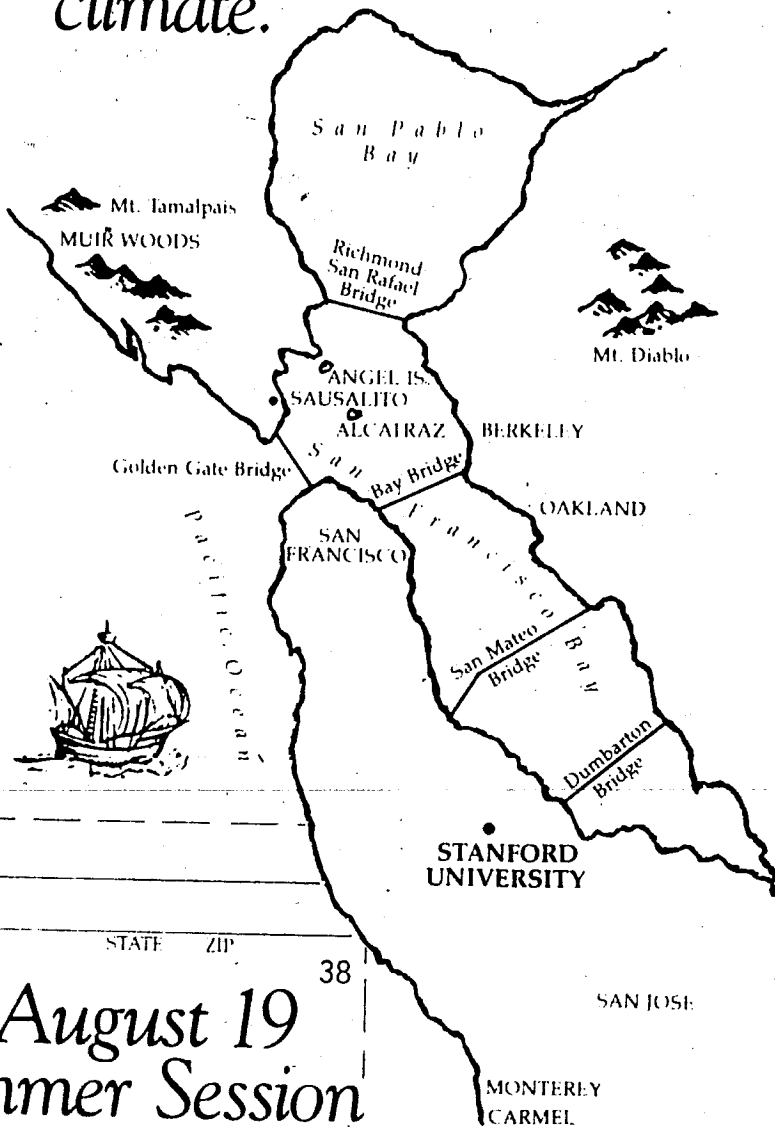 climate.
San Pablo
Bay
Mt. Tamalpais
MUIR WOODS
Richmond
San Rafael
Bridge
Mt. Diablo
ANGEL IS.
SAUSALITO
ALCATRAZ
BERKELEY
Golden Gate Bridge
San Francisco Bay
Bay Bridge
OAKLAND
SAN
FRANCISCO
Pacific Ocean
San Mateo
Bridge
Dumbarton
Bridge
STANFORD
UNIVERSITY
STATE ZIP
38
SAN JOSE
August 19
mmer Session
MONTEREY
CARMEL